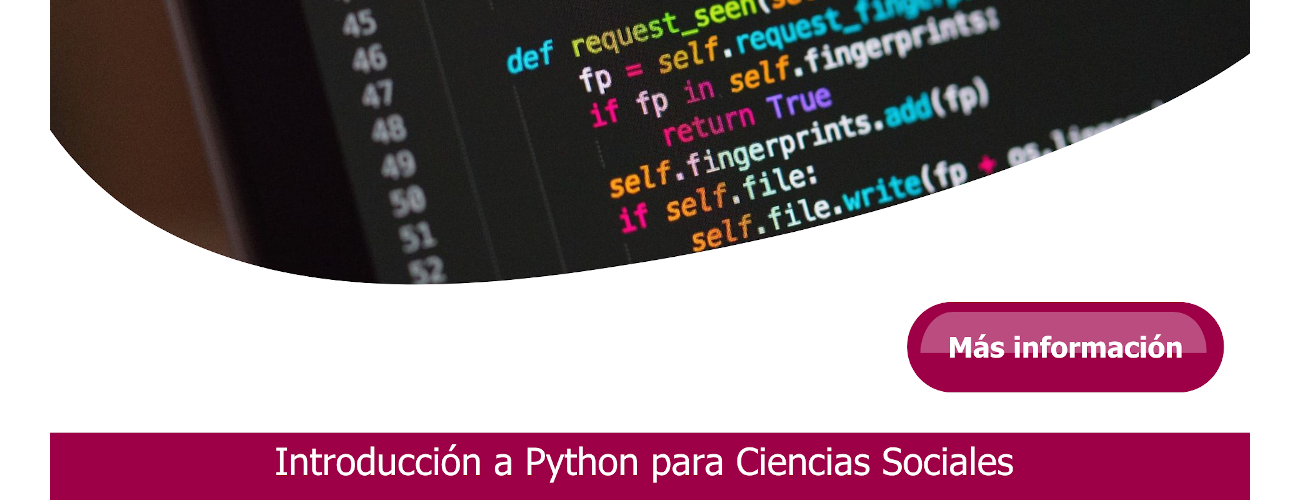 45
46 def request_seen(
47 fp = self.request_
48 if fp in self.fingerprints:
49 return True
50 self.fingerprints.add(fp)
51 if self.file:
52 self.file.write(fp +
Más información
Introducción a Python para Ciencias Sociales